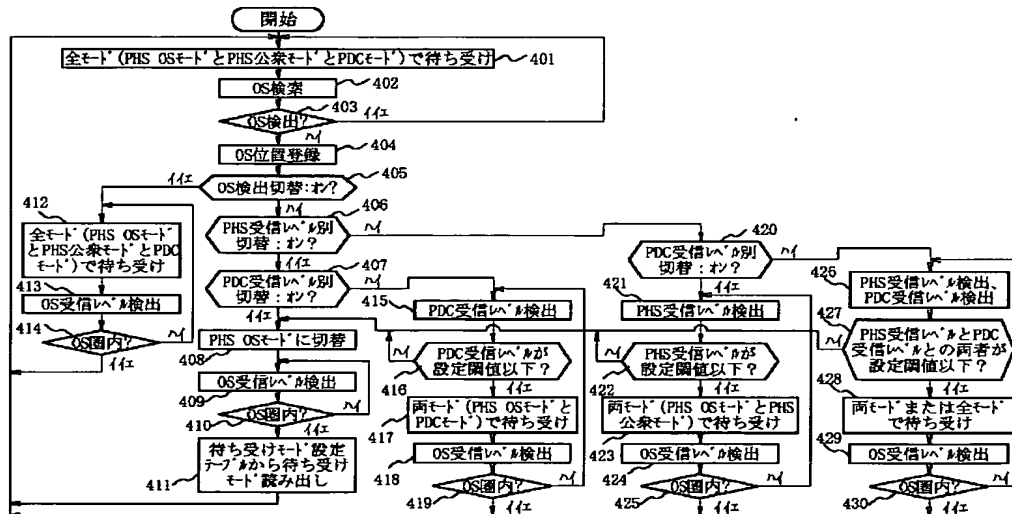 開始
全モード(PHS OSモードとPHS公衆モードとPDCモード)で待ち受け
401
OS検索
402
403
OS検出?
イイエ
ハイ
OS位置登録
404
405
OS検出切替:オン?
イイエ
ハイ
412
全モード(PHS OSモード
とPHS公衆モードとPDC
モード)で待ち受け
413
OS受信レベル検出
414
OS圏内?
ハイ
イイエ
406
PHS受信レベル別
切替:オン?
ハイ
イイエ
407
PDC受信レベル別
切替:オン?
ハイ
イイエ
PHS OSモードに切替
408
OS受信レベル検出
409
OS圏内?
410
ハイ
イイエ
待ち受けモード設定
テーブルから待ち受け
モード読み出し
411
415
PDC受信レベル検出
PDC受信レベルが
設定閾値以下?
416
ハイ
イイエ
両モード(PHS OSモードと
PDCモード)で待ち受け
417
OS受信レベル検出
418
OS圏内?
419
ハイ
イイエ
420
PDC受信レベル別
切替:オン?
ハイ
イイエ
421
PHS受信レベル検出
PHS受信レベルが
設定閾値以下?
422
ハイ
イイエ
両モード(PHS OSモードとPHS
公衆モード)で待ち受け
423
OS受信レベル検出
424
OS圏内?
425
ハイ
イイエ
426
PHS受信レベル検出、
PDC受信レベル検出
427
PHS受信レベルとPDC
受信レベルとの両者が
設定閾値以下?
ハイ
イイエ
428
両モードまたは全モード
で待ち受け
429
OS受信レベル検出
OS圏内?
430
ハイ
イイエ